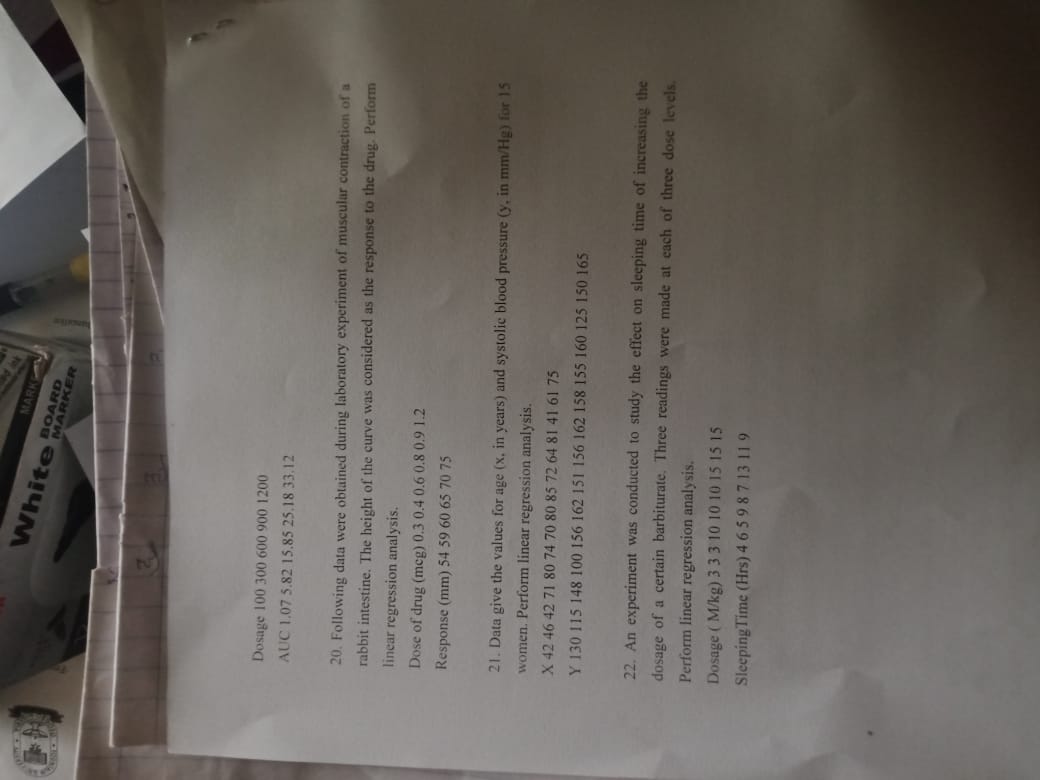 MARK
White BOARD
MARKER
Dosage 100 300 600 900 1200
AUC 1.07 5.82 15.85 25.18 33.12
20. Following data were obtained during laboratory experiment of muscular contraction of a
rabbit intestine. The height of the curve was considered as the response to the drug. Perform
linear regression analysis.
Dose of drug (mcg) 0.3 0.4 0.6 0.8 0.9 1.2
Response (mm) 54 59 60 65 70 75
21. Data give the values for age (x, in years) and systolic blood pressure (y, in mm/Hg) for 15
women. Perform linear regression analysis.
X 42 46 42 71 80 74 70 80 85 72 64 81 41 61 75
Y 130 115 148 100 156 162 151 156 162 158 155 160 125 150 165
22. An experiment was conducted to study the effect on sleeping time of increasing the
dosage of a certain barbiturate. Three readings were made at each of three dose levels.
Perform linear regression analysis.
Dosage ( M/kg) 3 3 3 10 10 10 15 15 15
SleepingTime (Hrs) 4 6 5 9 8 7 13 11 9